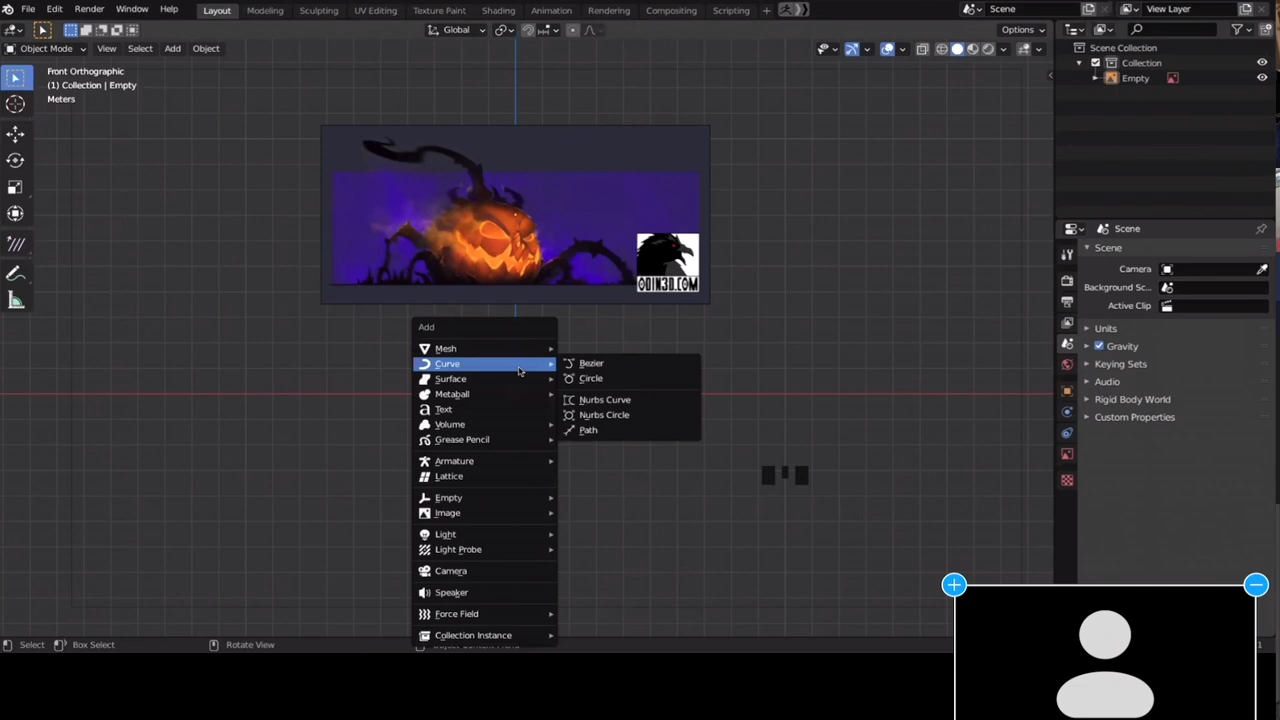 File Edit Render Window Help Layout Modeling Sculpting UV Editing Texture Paint Shading Animation Rendering Compositing Scripting + Scene View Layer
Global Options
Object Mode View Select Add Object
Front Orthographic
(1) Collection | Empty
Meters
Scene Collection
Collection
Empty
ODIN3D.COM
Scene
Scene
Camera
Background Sc...
Active Clip
Units
Gravity
Keying Sets
Audio
Rigid Body World
Custom Properties
Add
Mesh
Curve
Surface
Metaball
Text
Volume
Grease Pencil
Armature
Lattice
Empty
Image
Light
Light Probe
Camera
Speaker
Force Field
Collection Instance
Bezier
Circle
Nurbs Curve
Nurbs Circle
Path
Select Box Select Rotate View